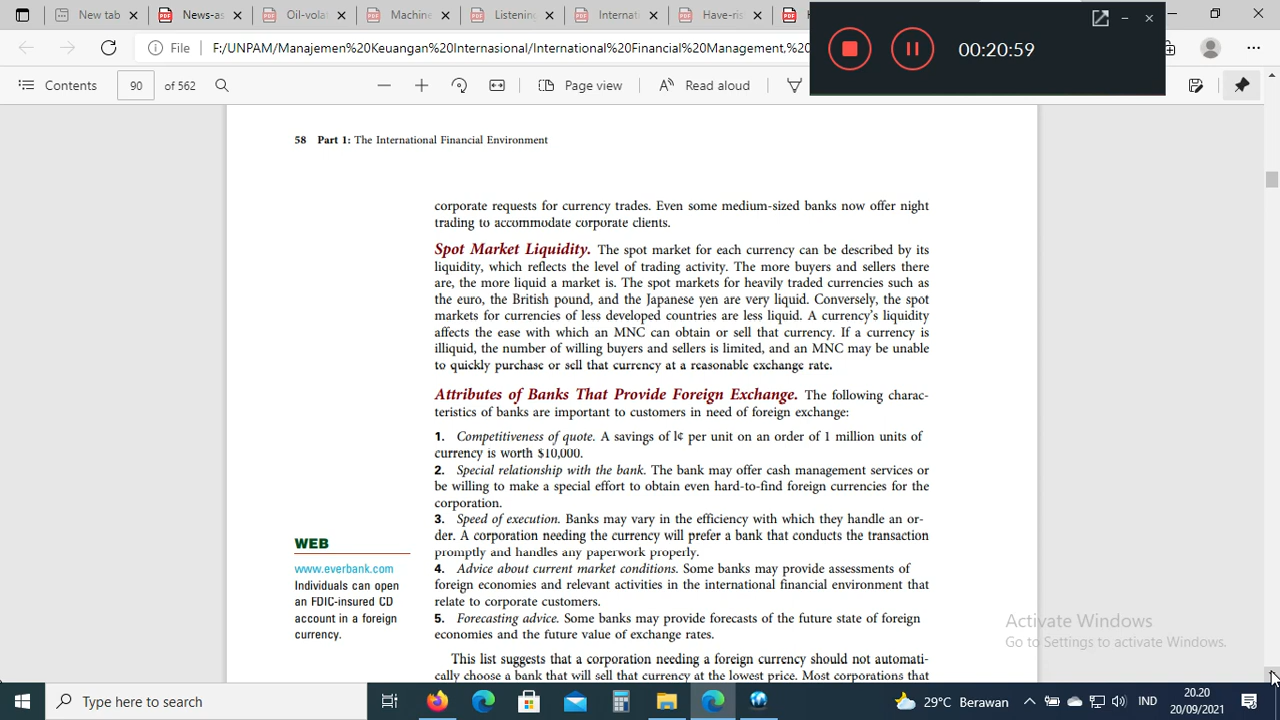 New-as
Oil-vola
Machine
Listening
Internati
Have-ris
File
F:/UNPAM/Manajemen%20Keuangan%20Internasional/International%20Financial%20Management,%20
00:20:59
Contents
90
of 562
Page view
Read aloud
58 Part 1: The International Financial Environment
corporate requests for currency trades. Even some medium-sized banks now offer night
trading to accommodate corporate clients.
Spot Market Liquidity. The spot market for each currency can be described by its
liquidity, which reflects the level of trading activity. The more buyers and sellers there
are, the more liquid a market is. The spot markets for heavily traded currencies such as
the euro, the British pound, and the Japanese yen are very liquid. Conversely, the spot
markets for currencies of less developed countries are less liquid. A currency's liquidity
affects the ease with which an MNC can obtain or sell that currency. If a currency is
illiquid, the number of willing buyers and sellers is limited, and an MNC may be unable
to quickly purchase or sell that currency at a reasonable exchange rate.
Attributes of Banks That Provide Foreign Exchange. The following charac-
teristics of banks are important to customers in need of foreign exchange:
1. Competitiveness of quote. A savings of 1¢ per unit on an order of 1 million units of
currency is worth $10,000.
2. Special relationship with the bank. The bank may offer cash management services or
be willing to make a special effort to obtain even hard-to-find foreign currencies for the
corporation.
3. Speed of execution. Banks may vary in the efficiency with which they handle an or-
der. A corporation needing the currency will prefer a bank that conducts the transaction
promptly and handles any paperwork properly.
4. Advice about current market conditions. Some banks may provide assessments of
foreign economies and relevant activities in the international financial environment that
relate to corporate customers.
5. Forecasting advice. Some banks may provide forecasts of the future state of foreign
economies and the future value of exchange rates.
This list suggests that a corporation needing a foreign currency should not automati-
cally choose a bank that will sell that currency at the lowest price. Most corporations that
WEB
www.everbank.com
Individuals can open
an FDIC-insured CD
account in a foreign
currency.
Activate Windows
Go to Settings to activate Windows.
Type here to search
29°C Berawan
IND
20.20
20/09/2021